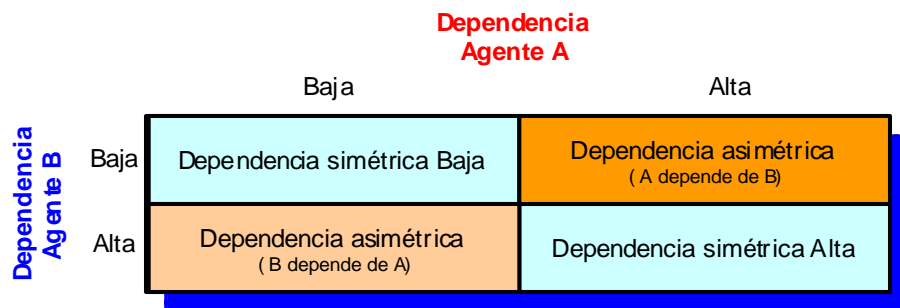 Dependencia
Agente A
Baja
Alta
Dependencia
Agente B
Baja
Dependencia simétrica Baja
Dependencia asimétrica
( A depende de B)
Alta
Dependencia asimétrica
( B depende de A)
Dependencia simétrica Alta